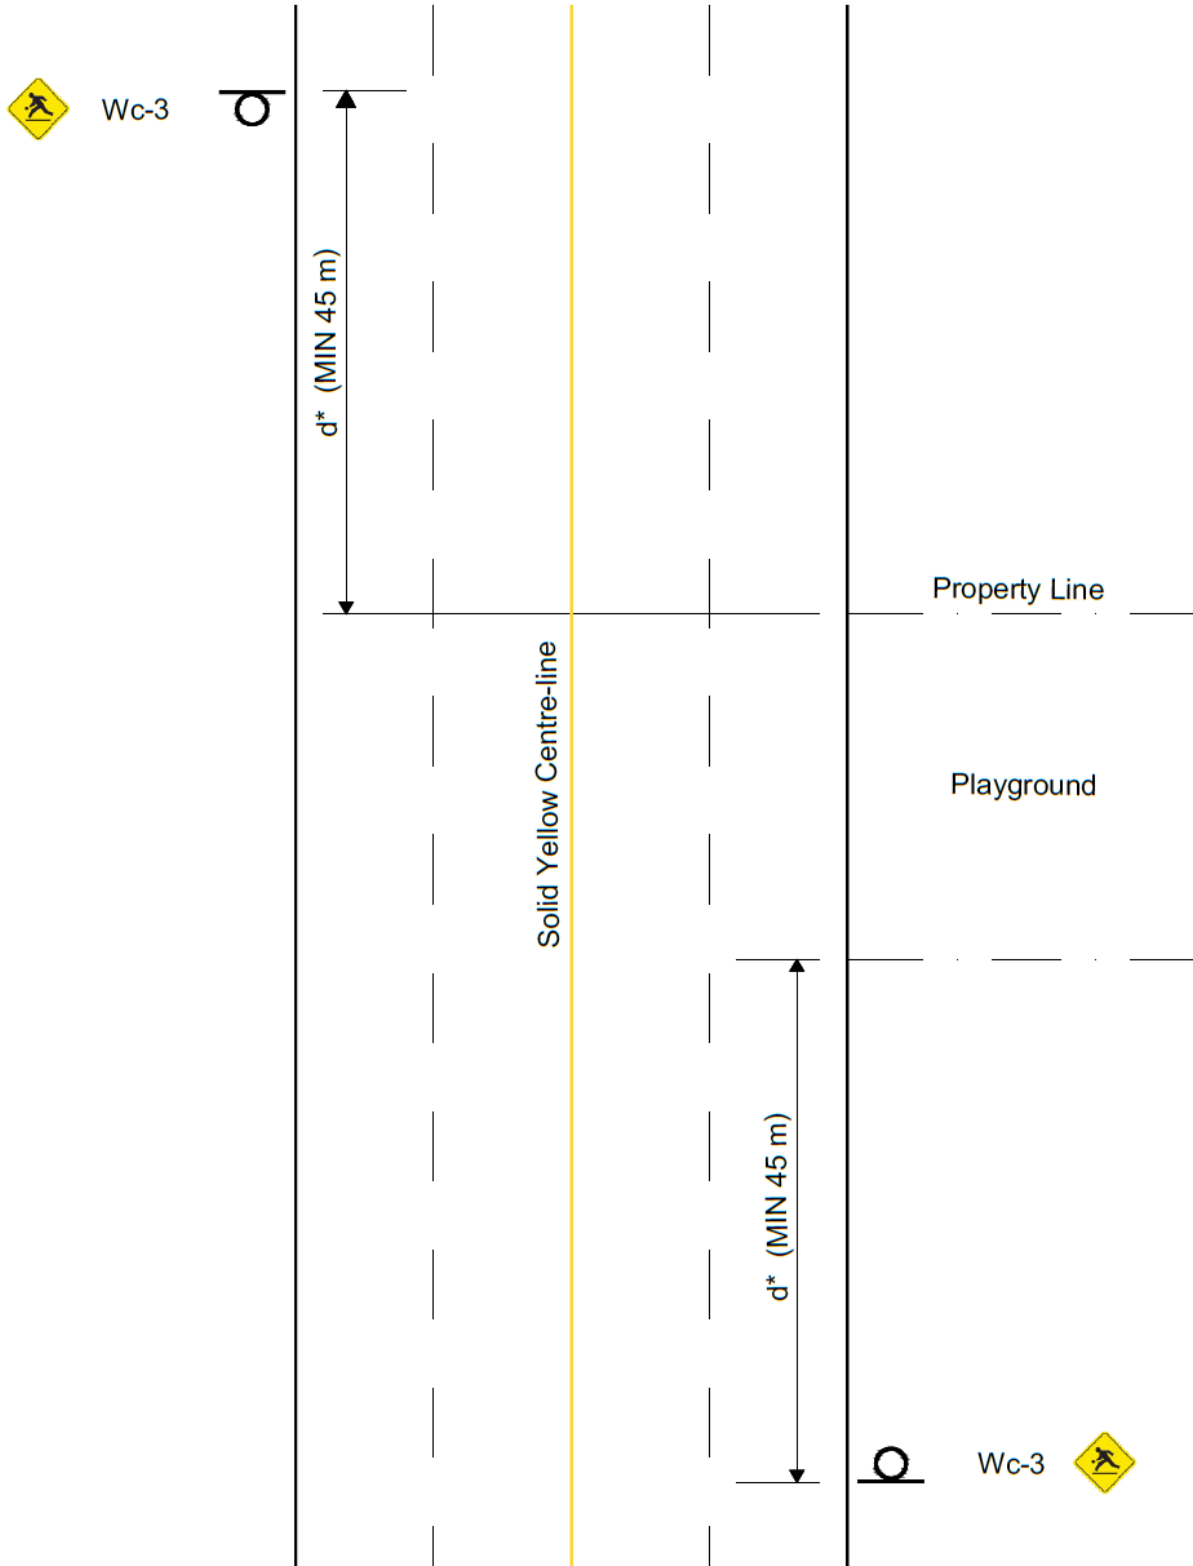 Wc-3
d* (MIN 45 m)
Property Line
Solid Yellow Centre-line
Playground
d* (MIN 45 m)
Wc-3